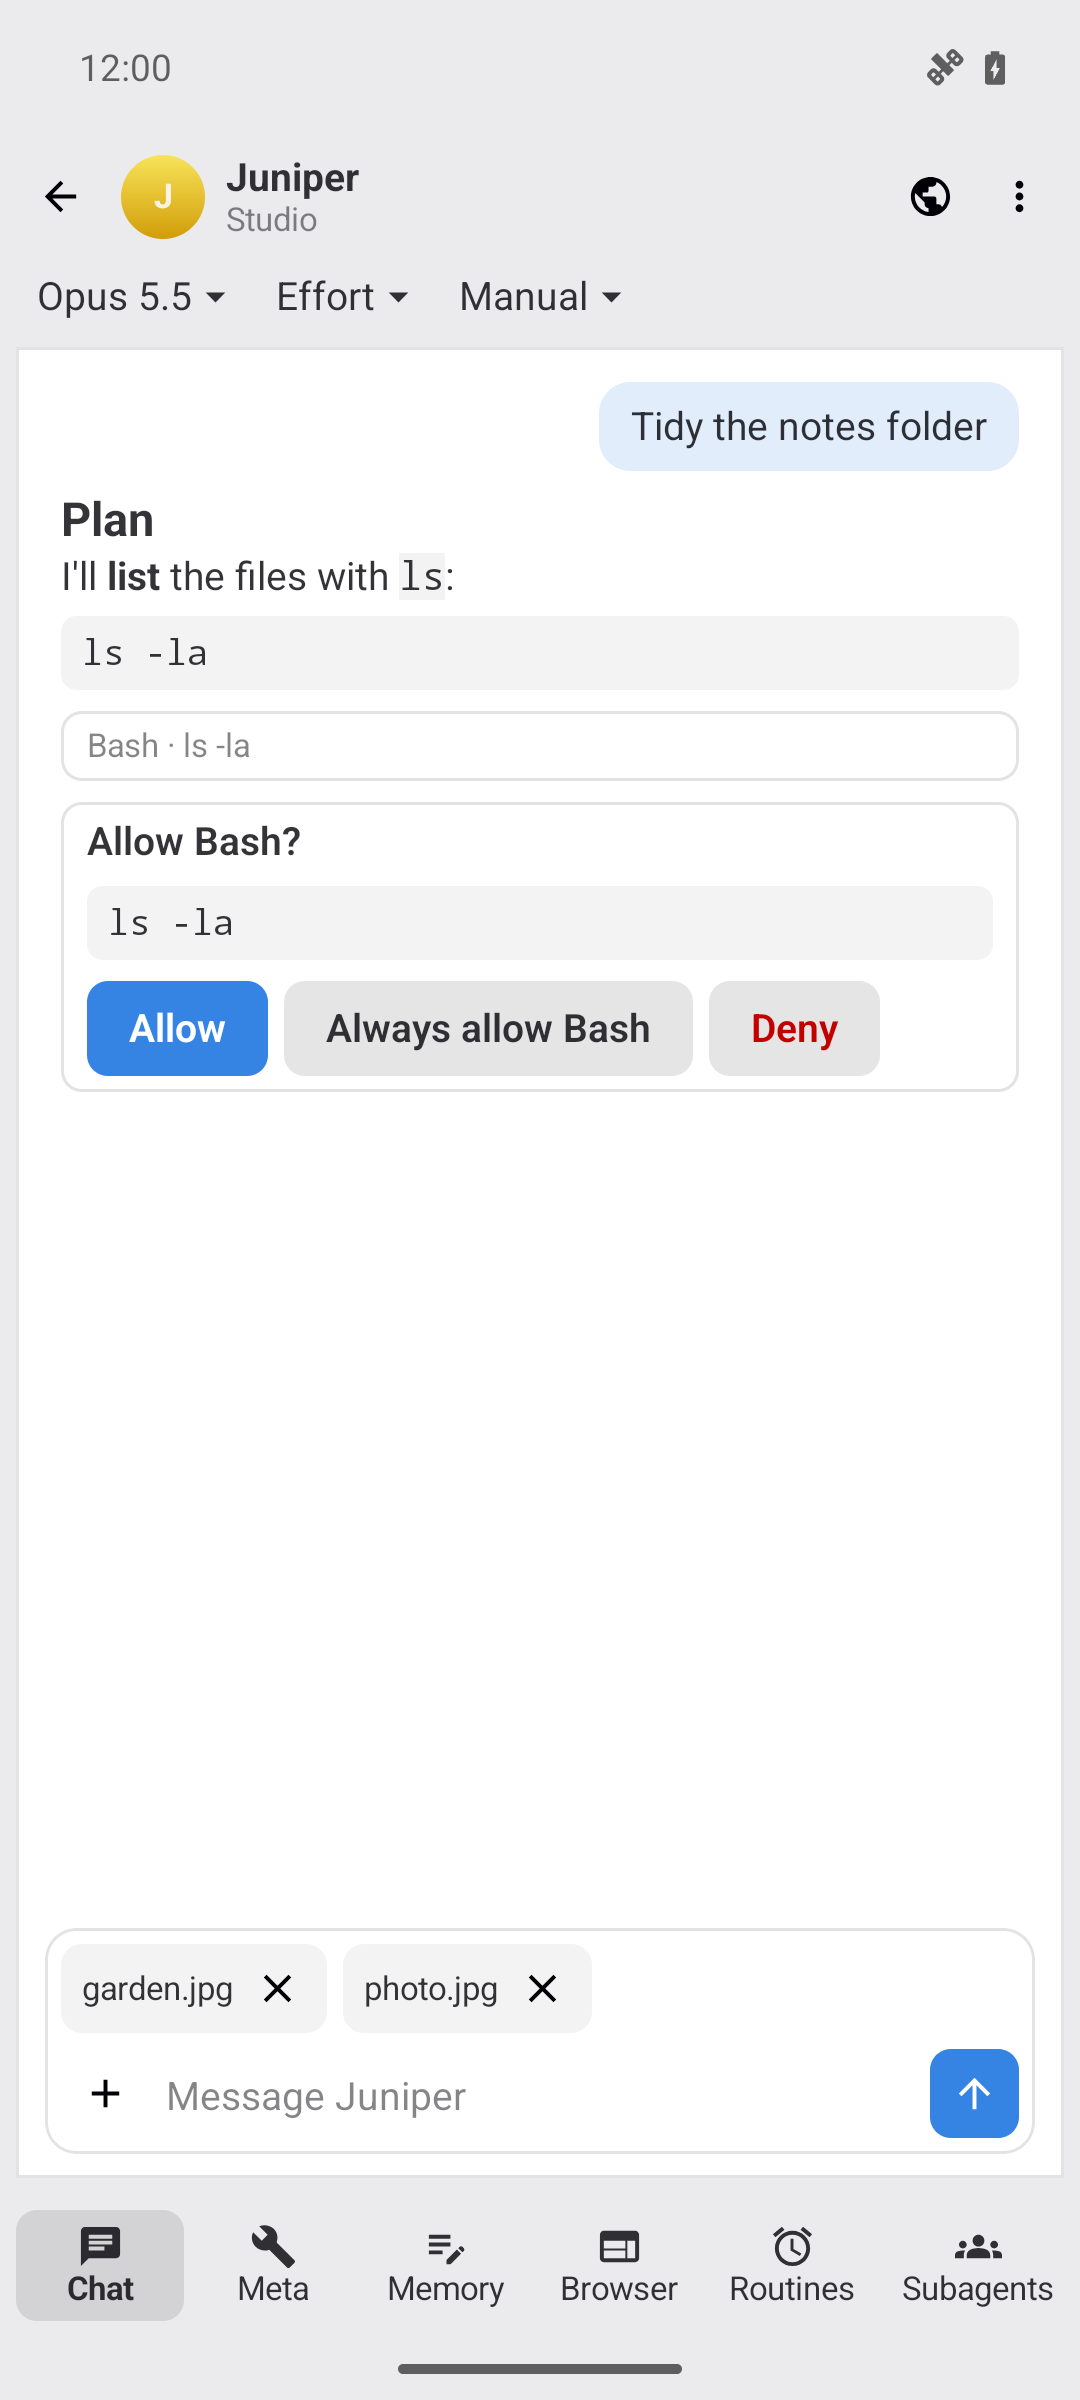 12:00
J
Juniper
Studio
Opus 5.5
Effort
Manual
Tidy the notes folder
Plan
I'll list the files with ls:
ls -la
Bash · ls -la
Allow Bash?
ls -la
Allow
Always allow Bash
Deny
garden.jpg
photo.jpg
Message Juniper
Chat
Meta
Memory
Browser
Routines
Subagents